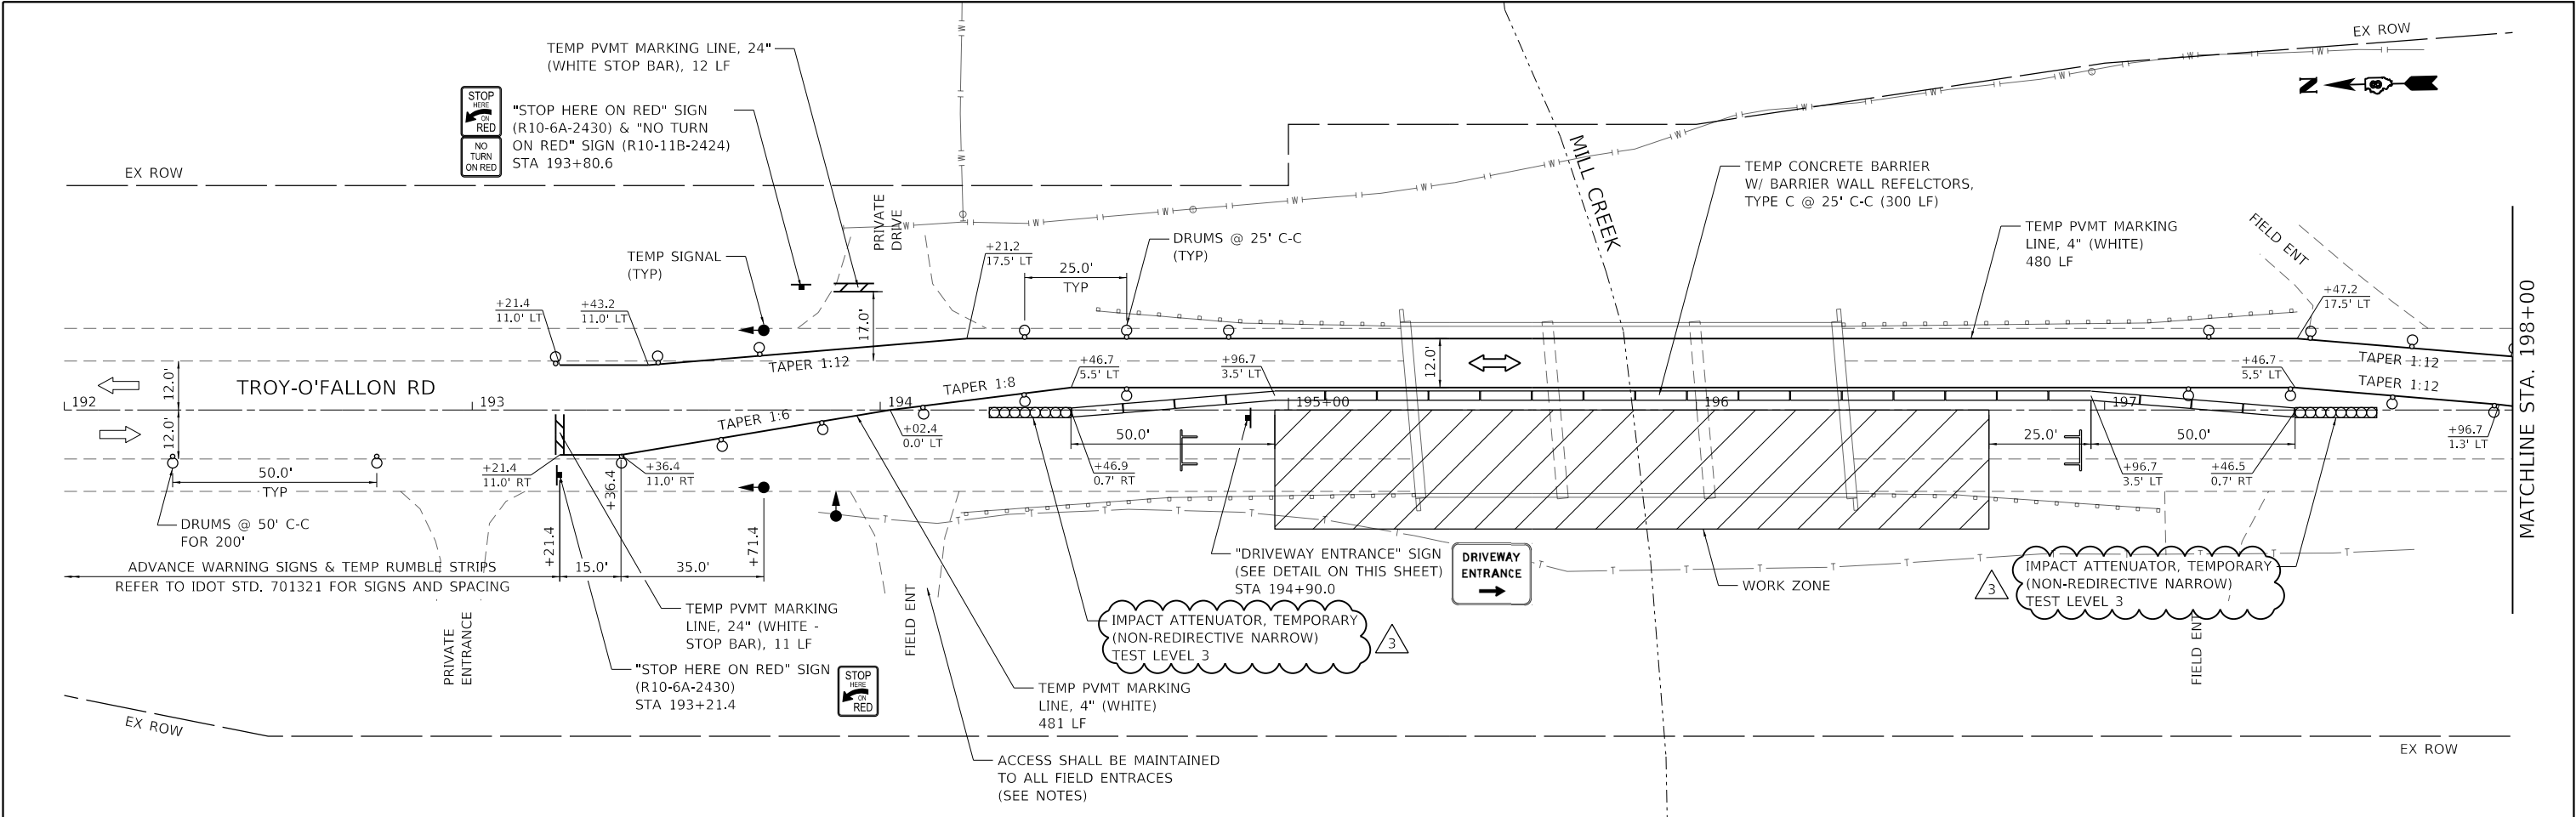 TEMP PVMT MARKING LINE, 24"
(WHITE STOP BAR), 12 LF
STOP
HERE
ON
RED
NO
TURN
ON RED
"STOP HERE ON RED" SIGN
(R10-6A-2430) & "NO TURN
ON RED" SIGN (R10-11B-2424)
STA 193+80.6
EX ROW
EX ROW
N
TEMP SIGNAL
(TYP)
PRIVATE
DRIVE
MILL CREEK
TEMP CONCRETE BARRIER
W/ BARRIER WALL REFELCTORS,
TYPE C @ 25' C-C (300 LF)
TEMP PVMT MARKING
LINE, 4" (WHITE)
480 LF
FIELD ENT
DRUMS @ 25' C-C
(TYP)
+21.2
17.5' LT
25.0'
TYP
+21.4
11.0' LT
+43.2
11.0' LT
17.0'
TAPER 1:12
+47.2
17.5' LT
MATCHLINE STA. 198+00
12.0'
TROY-O'FALLON RD
12.0'
192
193
194
195+00
196
197
TAPER 1:6
TAPER 1:8
+46.7
5.5' LT
+96.7
3.5' LT
12.0'
+46.7
5.5' LT
TAPER 1:12
TAPER 1:12
+02.4
0.0' LT
50.0'
+46.9
0.7' RT
25.0'
50.0'
+96.7
3.5' LT
+46.5
0.7' RT
+96.7
1.3' LT
50.0'
TYP
+21.4
11.0' RT
+36.4
+36.4
11.0' RT
DRUMS @ 50' C-C
FOR 200'
+21.4
+71.4
15.0'
35.0'
ADVANCE WARNING SIGNS & TEMP RUMBLE STRIPS
REFER TO IDOT STD. 701321 FOR SIGNS AND SPACING
PRIVATE
ENTRANCE
TEMP PVMT MARKING
LINE, 24" (WHITE -
STOP BAR), 11 LF
"STOP HERE ON RED" SIGN
(R10-6A-2430)
STA 193+21.4
STOP
HERE
ON
RED
FIELD ENT
"DRIVEWAY ENTRANCE" SIGN
(SEE DETAIL ON THIS SHEET)
STA 194+90.0
DRIVEWAY
ENTRANCE
WORK ZONE
IMPACT ATTENUATOR, TEMPORARY
(NON-REDIRECTIVE NARROW)
TEST LEVEL 3
3
3
IMPACT ATTENUATOR, TEMPORARY
(NON-REDIRECTIVE NARROW)
TEST LEVEL 3
FIELD ENT
TEMP PVMT MARKING
LINE, 4" (WHITE)
481 LF
ACCESS SHALL BE MAINTAINED
TO ALL FIELD ENTRACES
(SEE NOTES)
EX ROW
EX ROW